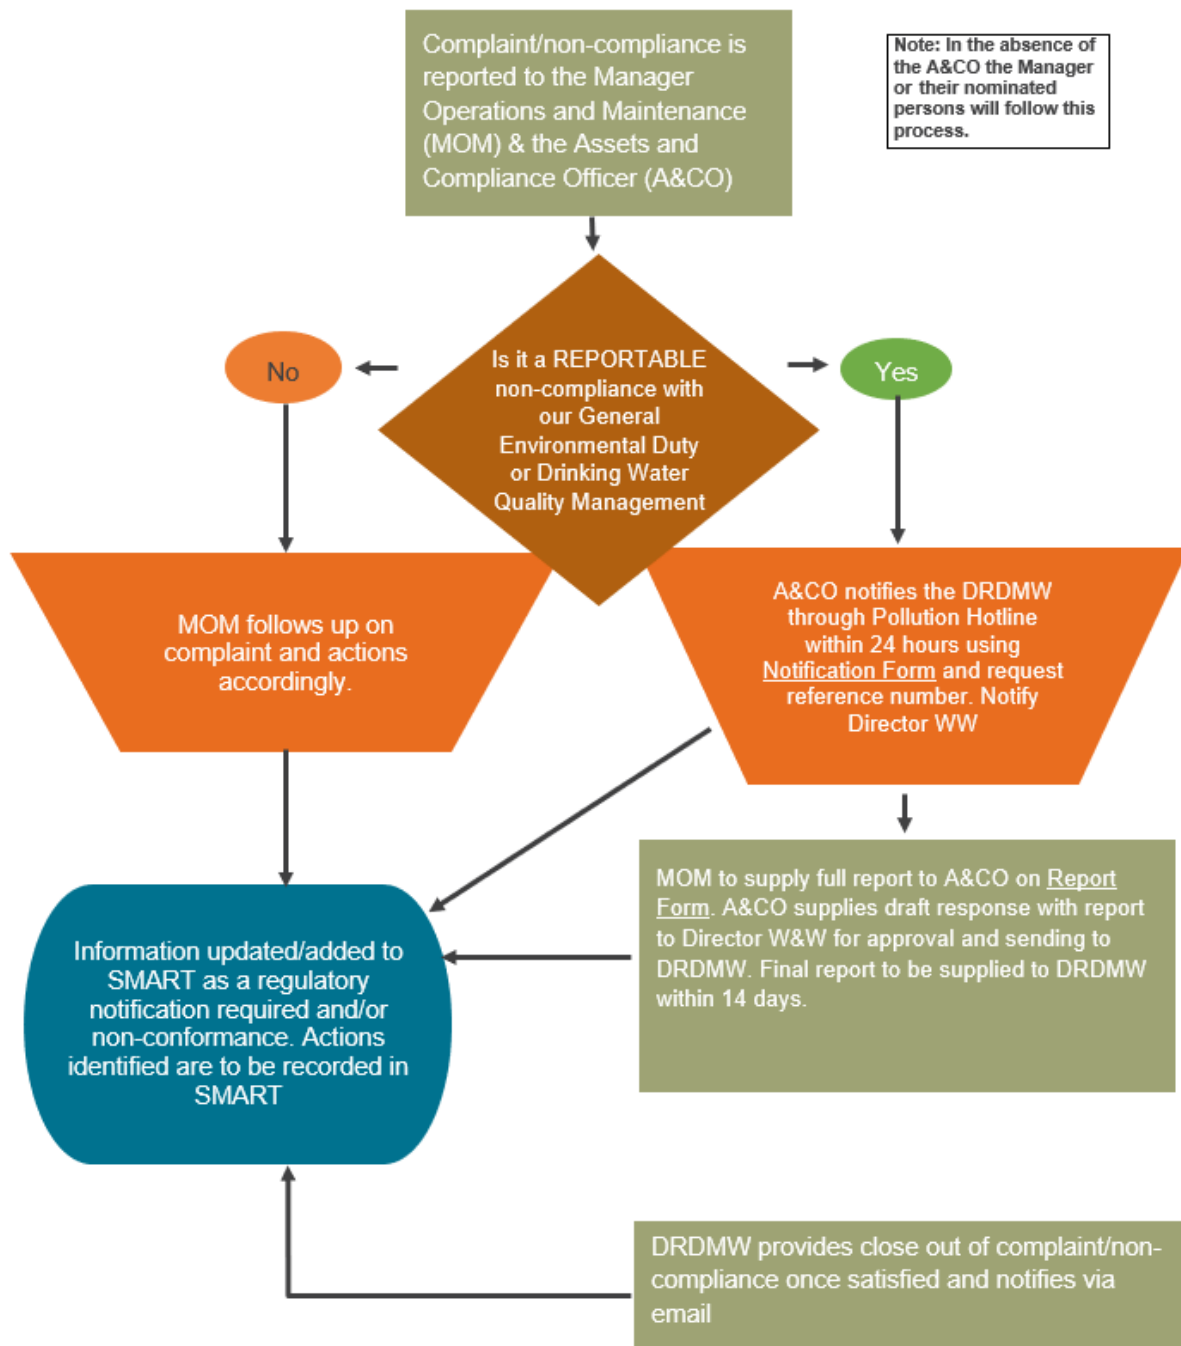 Complaint/non-compliance is
reported to the Manager
Operations and Maintenance
(MOM) & the Assets and
Compliance Officer (A&CO)
Note: In the absence of
the A&CO the Manager
or their nominated
persons will follow this
process.
Is it a REPORTABLE
non-compliance with
our General
Environmental Duty
or Drinking Water
Quality Management
No
Yes
MOM follows up on
complaint and actions
accordingly.
A&CO notifies the DRDMW
through Pollution Hotline
within 24 hours using
Notification Form and request
reference number. Notify
Director WW
MOM to supply full report to A&CO on Report
Form. A&CO supplies draft response with report
to Director W&W for approval and sending to
DRDMW. Final report to be supplied to DRDMW
within 14 days.
Information updated/added to
SMART as a regulatory
notification required and/or
non-conformance. Actions
identified are to be recorded in
SMART
DRDMW provides close out of complaint/non-
compliance once satisfied and notifies via
email